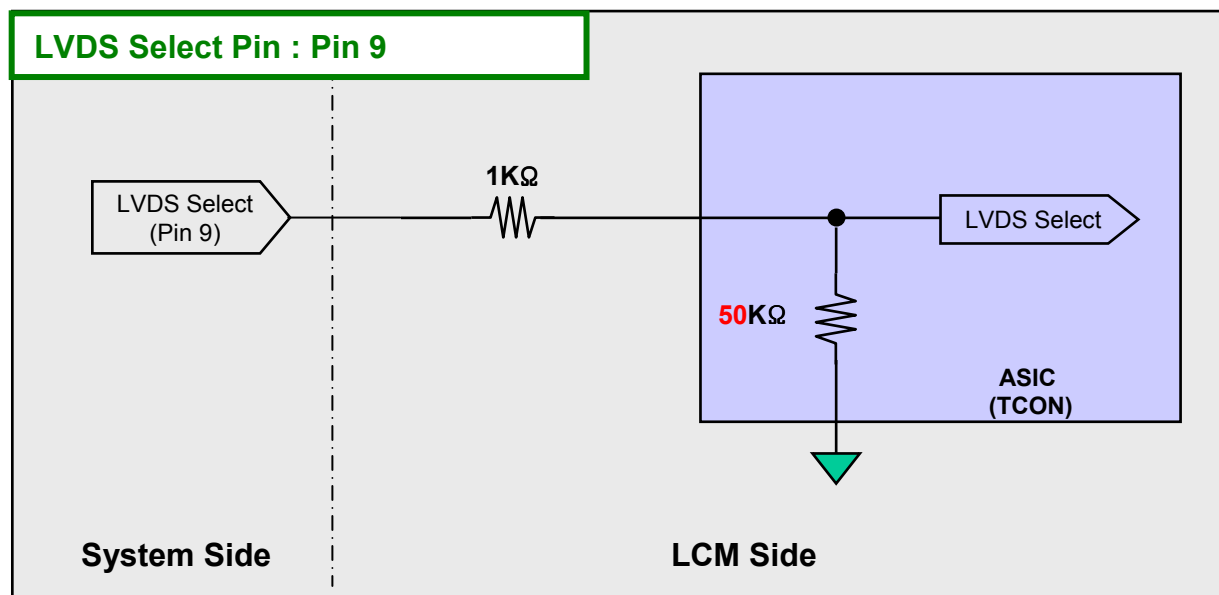 LVDS Select Pin : Pin 9
LVDS Select
(Pin 9)
1KΩ
LVDS Select
50KΩ
ASIC
(TCON)
System Side
LCM Side